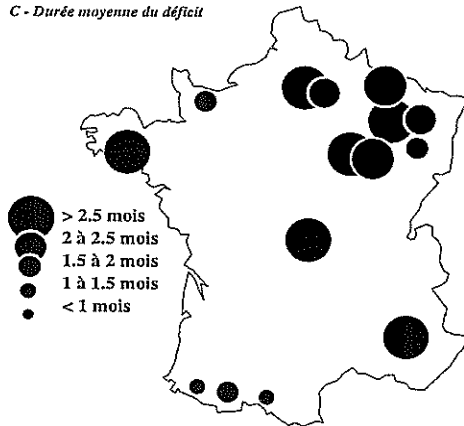 C - Durée moyenne du déficit
> 2.5 mois
2 à 2.5 mois
1.5 à 2 mois
1 à 1.5 mois
< 1 mois